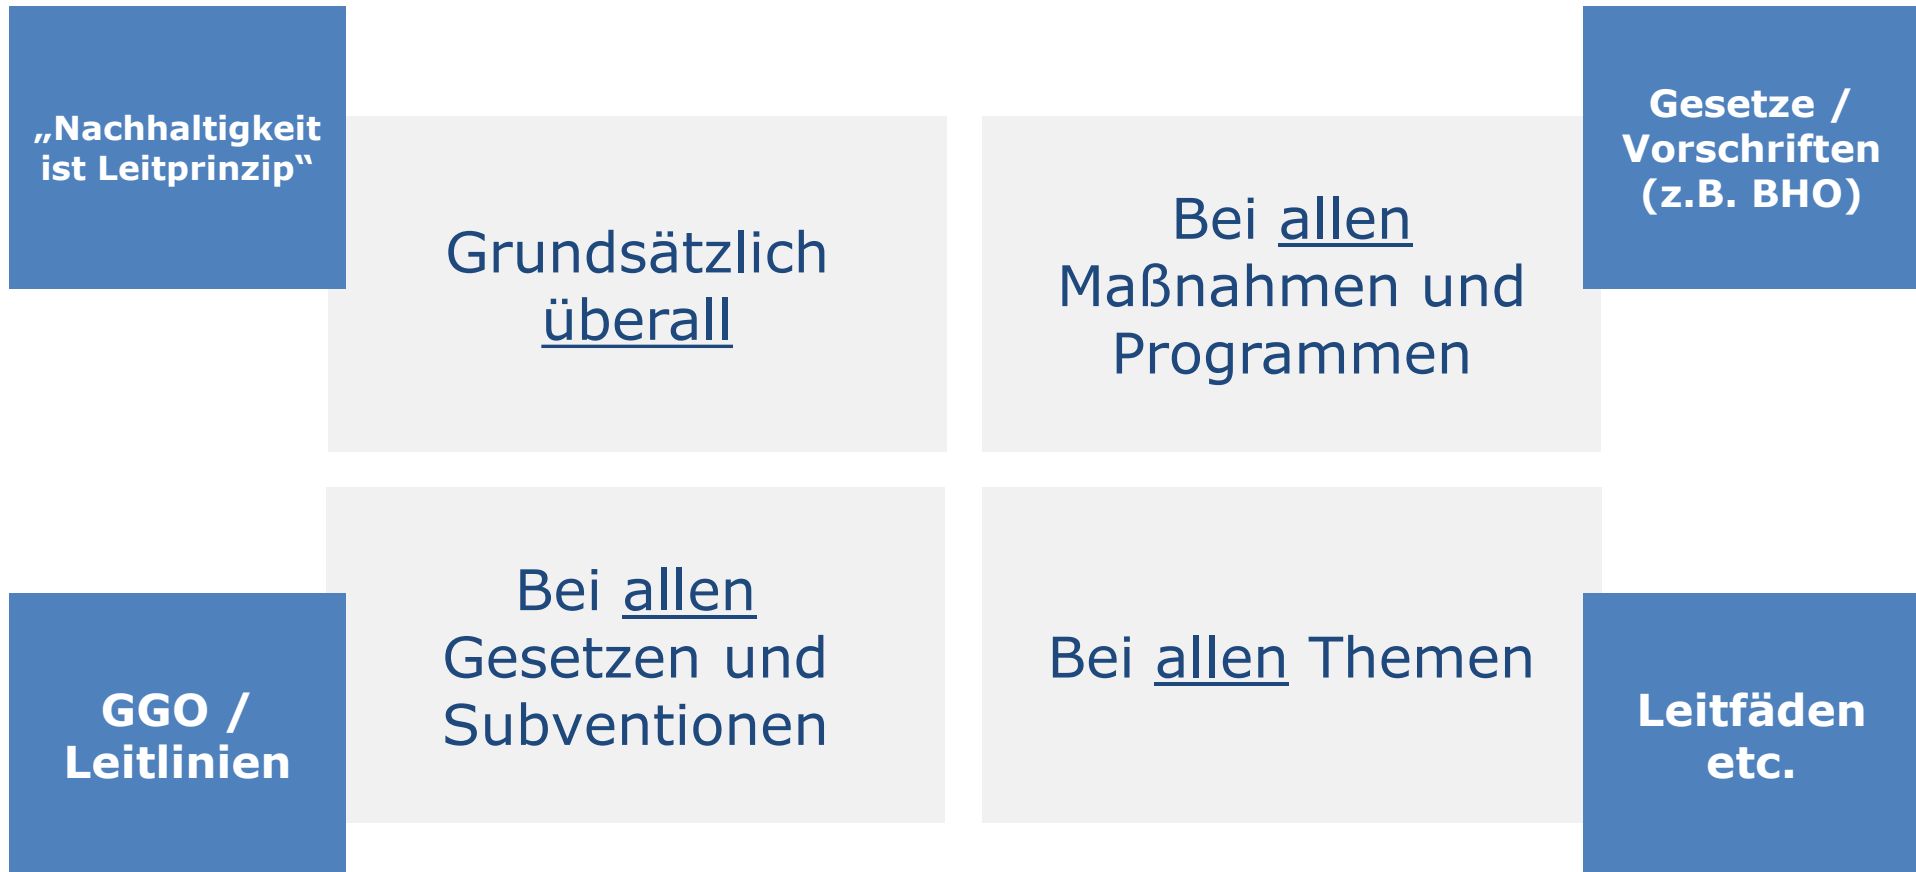 „Nachhaltigkeit
ist Leitprinzip“
Grundsätzlich
überall
Bei allen
Maßnahmen und
Programmen
Gesetze /
Vorschriften
(z.B. BHO)
GGO /
Leitlinien
Bei allen
Gesetzen und
Subventionen
Bei allen Themen
Leitfäden
etc.